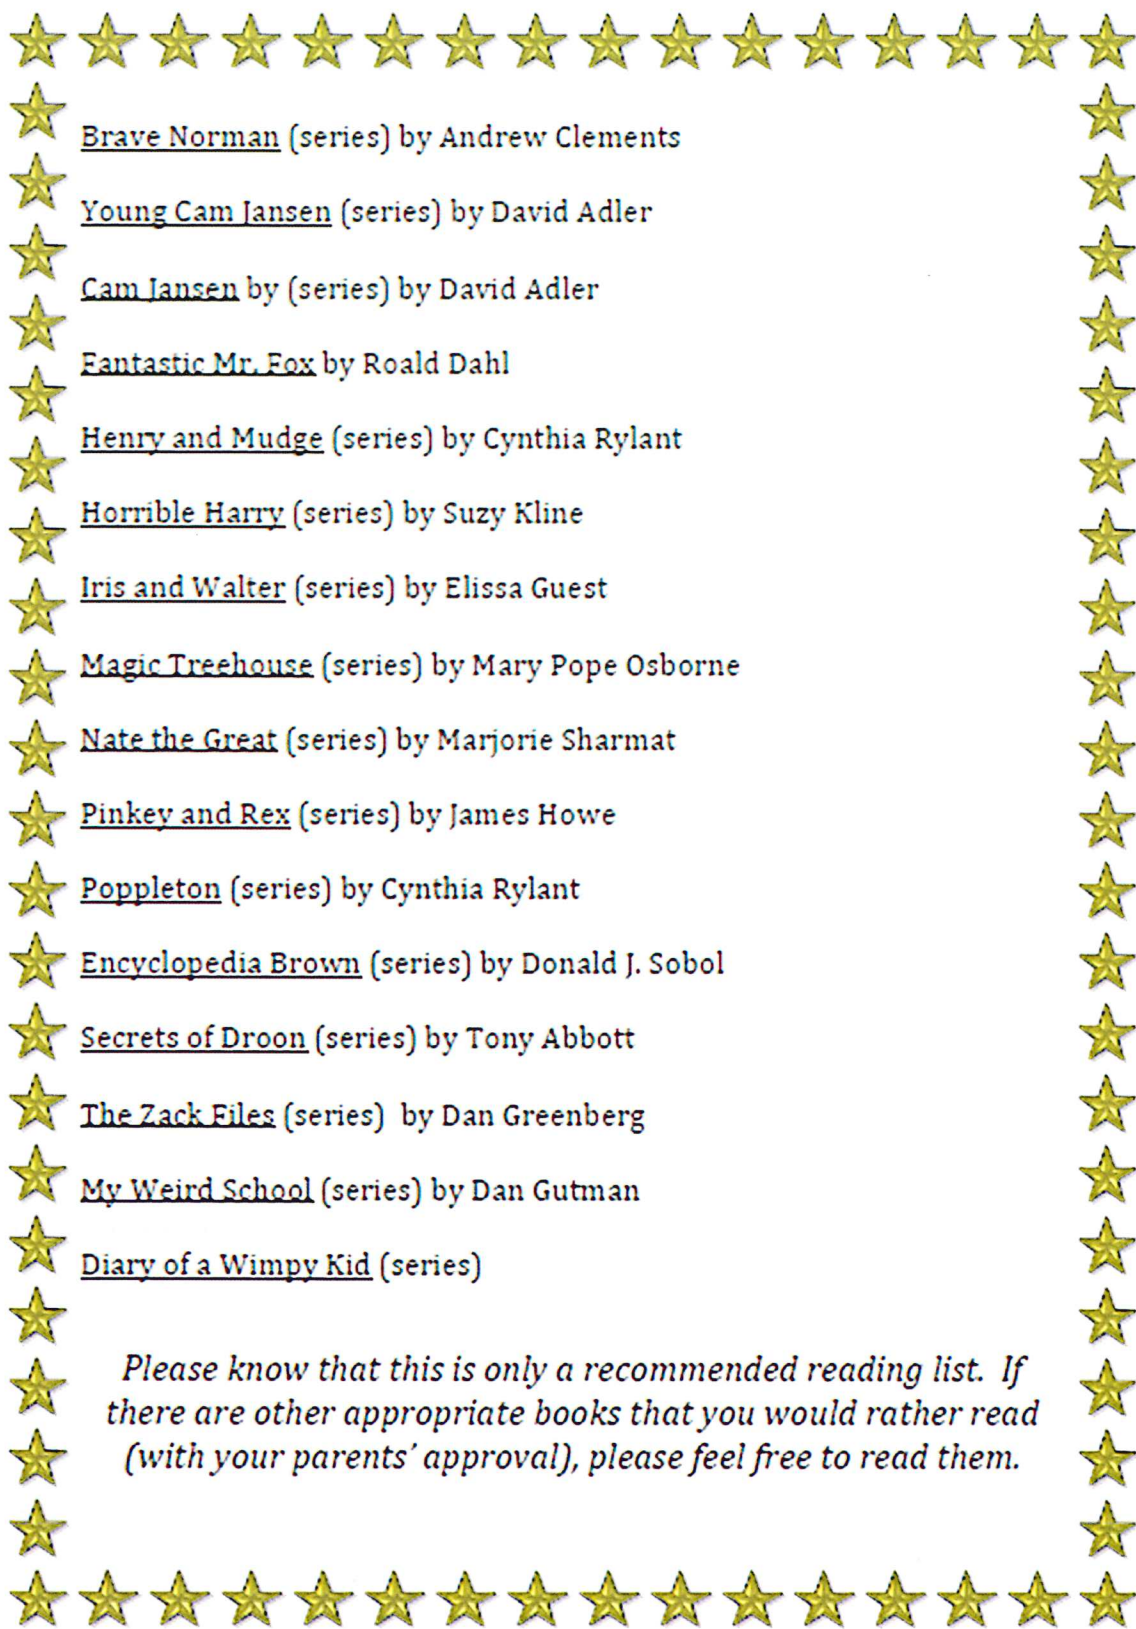 Brave Norman (series) by Andrew Clements
Young Cam Jansen (series) by David Adler
Cam Jansen by (series) by David Adler
Fantastic Mr. Fox by Roald Dahl
Henry and Mudge (series) by Cynthia Rylant
Horrible Harry (series) by Suzy Kline
Iris and Walter (series) by Elissa Guest
Magic Treehouse (series) by Mary Pope Osborne
Nate the Great (series) by Marjorie Sharmat
Pinkey and Rex (series) by James Howe
Poppleton (series) by Cynthia Rylant
Encyclopedia Brown (series) by Donald J. Sobol
Secrets of Droon (series) by Tony Abbott
The Zack Files (series)  by Dan Greenberg
My Weird School (series) by Dan Gutman
Diary of a Wimpy Kid (series)
Please know that this is only a recommended reading list.  If
there are other appropriate books that you would rather read
(with your parents' approval), please feel free to read them.